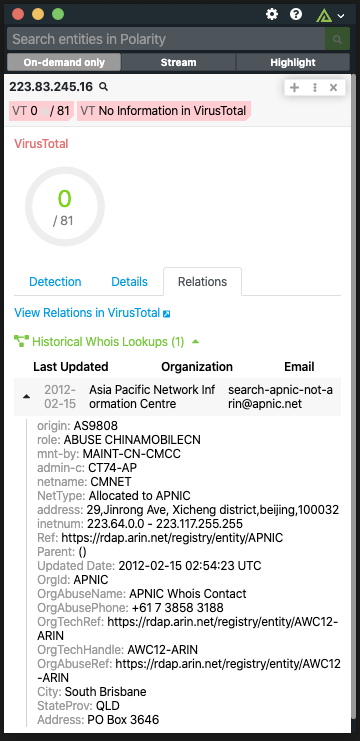 Search entities in Polarity
On-demand only Stream Highlight
223.83.245.16
VT 0 / 81 VT No Information in VirusTotal
VirusTotal
0
/ 81
Detection Details Relations
View Relations in VirusTotal
Historical Whois Lookups (1)
Last Updated Organization Email
2012-
02-15
Asia Pacific Network Inf
ormation Centre
search-apnic-not-a
rin@apnic.net
origin: AS9808
role: ABUSE CHINAMOBILECN
mnt-by: MAINT-CN-CMCC
admin-c: CT74-AP
netname: CMNET
NetType: Allocated to APNIC
address: 29,Jinrong Ave, Xicheng district,beijing,100032
inetnum: 223.64.0.0 - 223.117.255.255
Ref: https://rdap.arin.net/registry/entity/APNIC
Parent: ()
Updated Date: 2012-02-15 02:54:23 UTC
OrgId: APNIC
OrgAbuseName: APNIC Whois Contact
OrgAbusePhone: +61 7 3858 3188
OrgTechRef: https://rdap.arin.net/registry/entity/AWC12-
ARIN
OrgTechHandle: AWC12-ARIN
OrgAbuseRef: https://rdap.arin.net/registry/entity/AWC12
-ARIN
City: South Brisbane
StateProv: QLD
Address: PO Box 3646